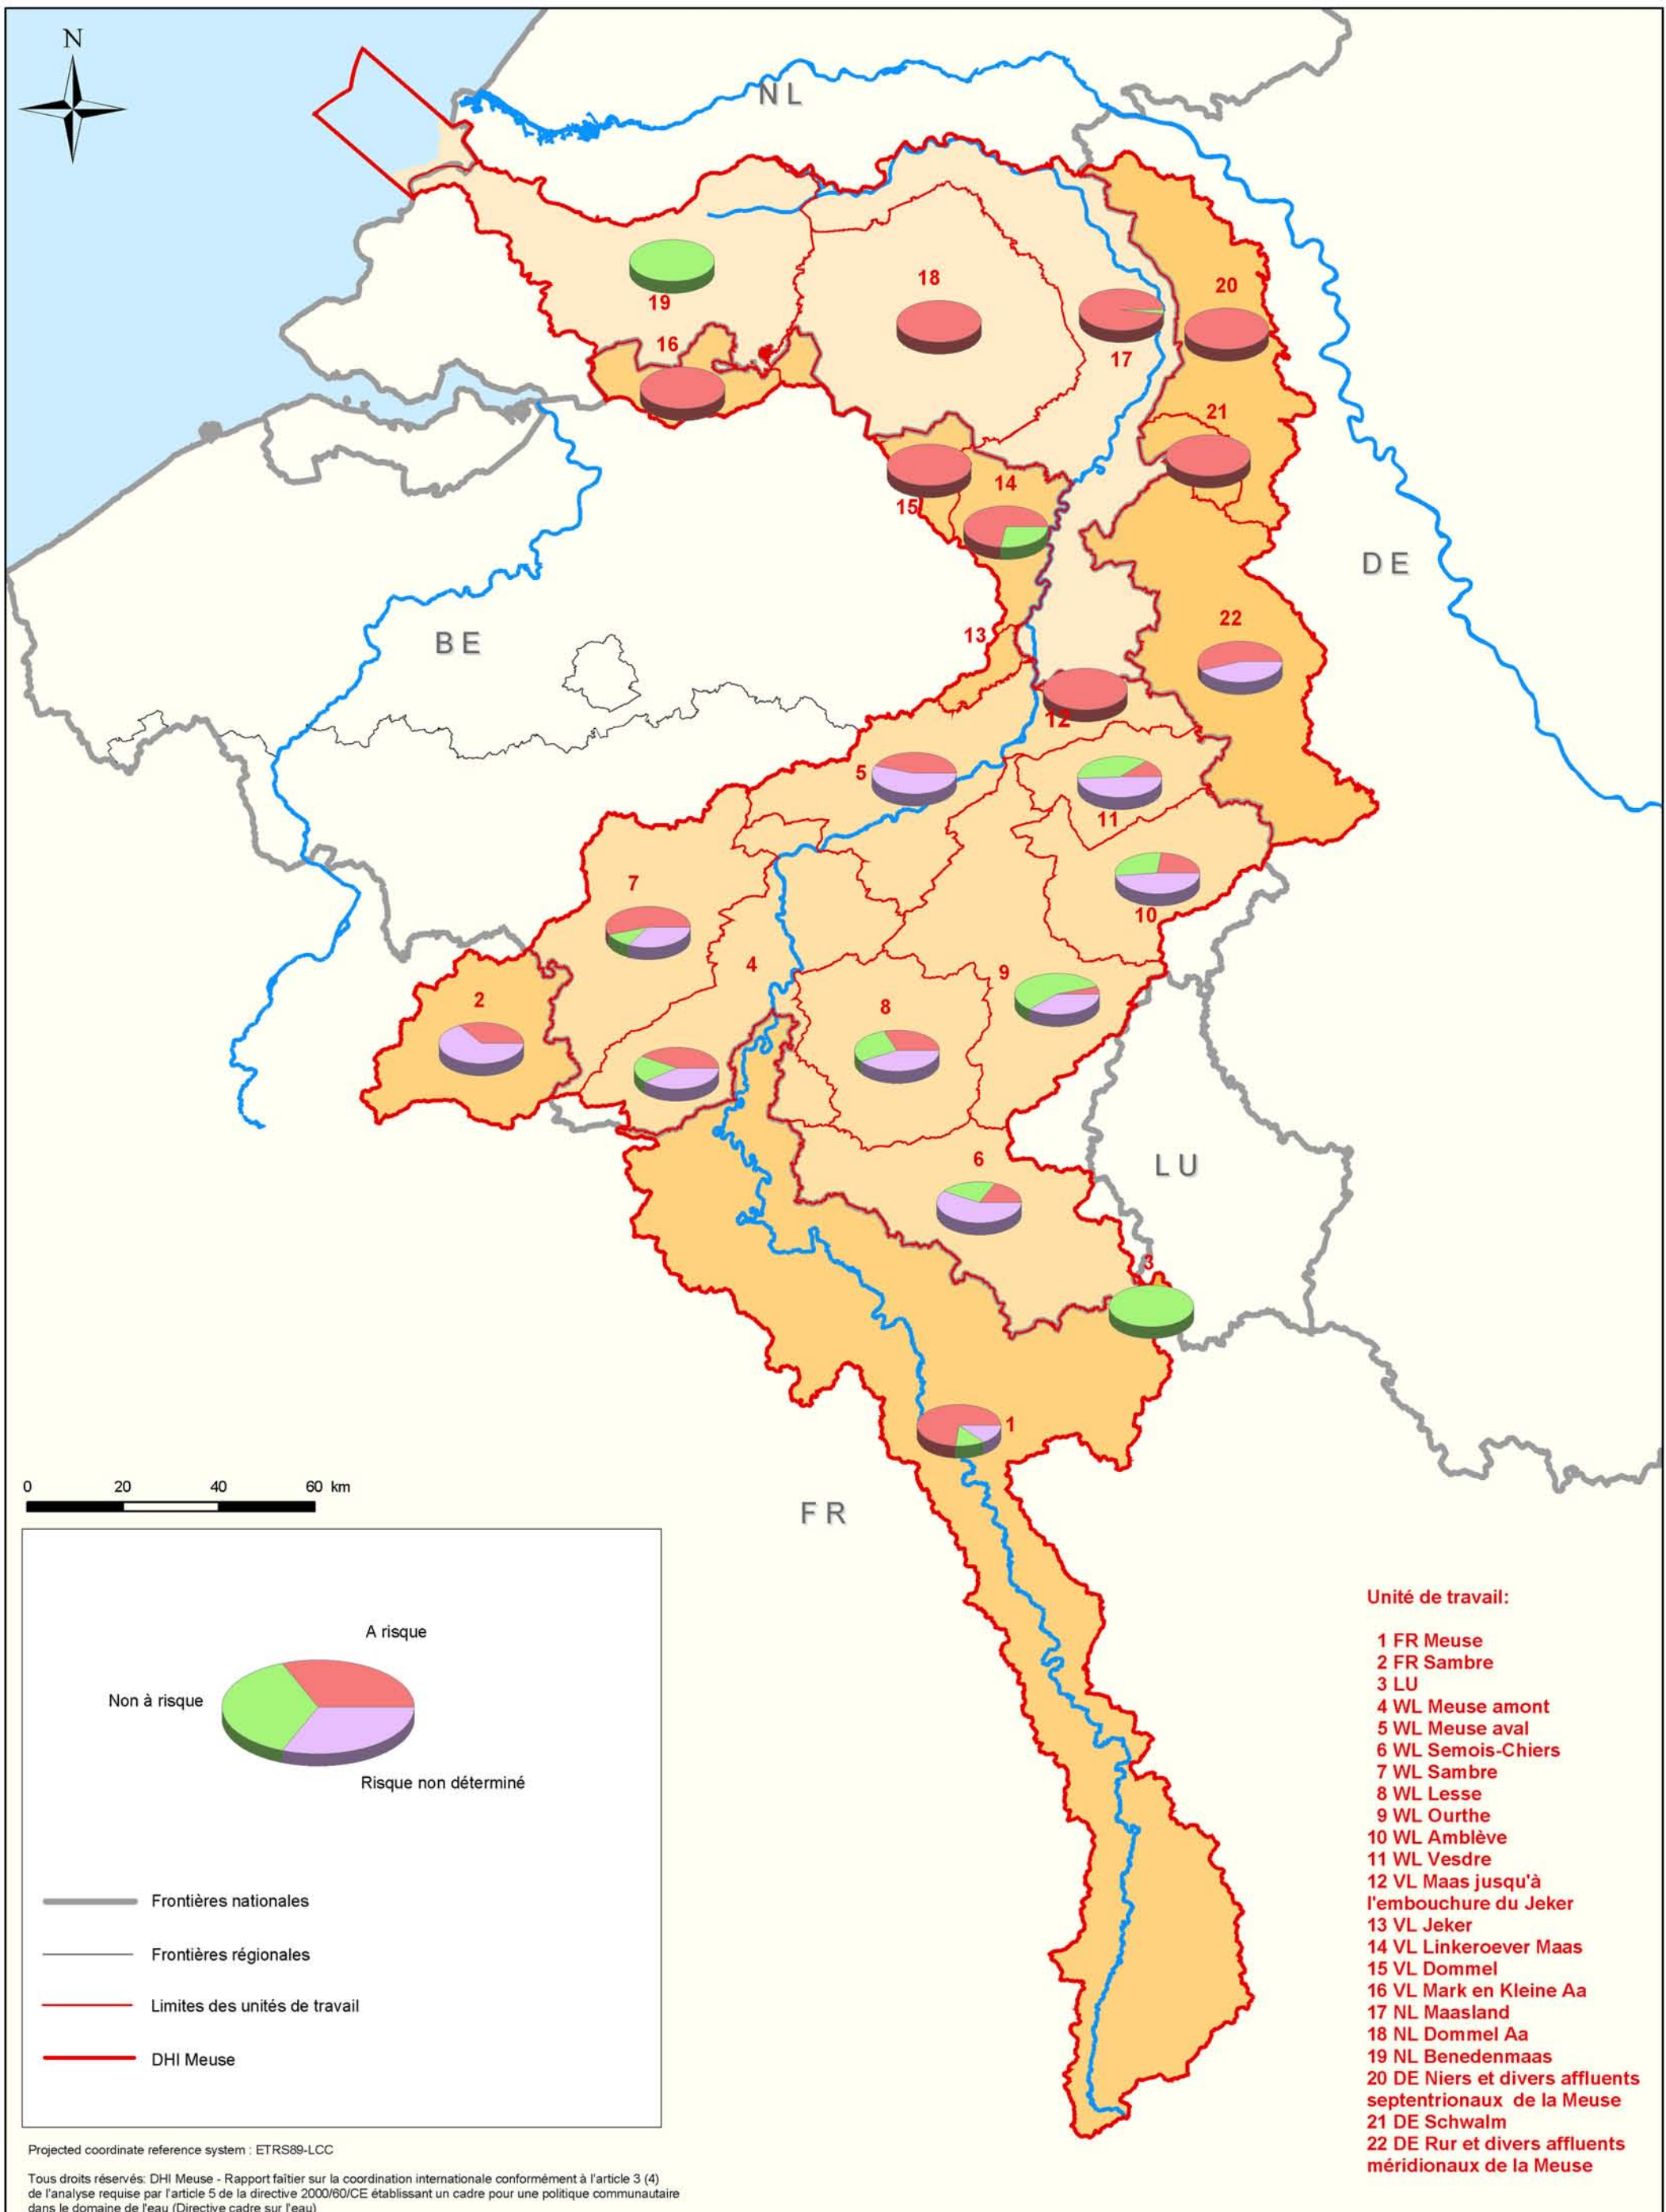 N
NL
18
20
19
16
17
21
14
15
DE
22
BE
13
12
5
11
7
10
4
9
2
8
LU
6
3
1
0 20 40 60 km
FR
A risque
Non à risque
Risque non déterminé
Frontières nationales
Frontières régionales
Limites des unités de travail
DHI Meuse
Unité de travail:
1 FR Meuse
2 FR Sambre
3 LU
4 WL Meuse amont
5 WL Meuse aval
6 WL Semois-Chiers
7 WL Sambre
8 WL Lesse
9 WL Ourthe
10 WL Amblève
11 WL Vesdre
12 VL Maas jusqu'à
l'embouchure du Jeker
13 VL Jeker
14 VL Linkeroever Maas
15 VL Dommel
16 VL Mark en Kleine Aa
17 NL Maasland
18 NL Dommel Aa
19 NL Benedenmaas
20 DE Niers et divers affluents
septentrionaux de la Meuse
21 DE Schwalm
22 DE Rur et divers affluents
méridionaux de la Meuse
Projected coordinate reference system : ETRS89-LCC
Tous droits réservés: DHI Meuse - Rapport faîtier sur la coordination internationale conformément à l'article 3 (4)
de l'analyse requise par l'article 5 de la directive 2000/60/CE établissant un cadre pour une politique communautaire
dans le domaine de l'eau (Directive cadre sur l'eau)